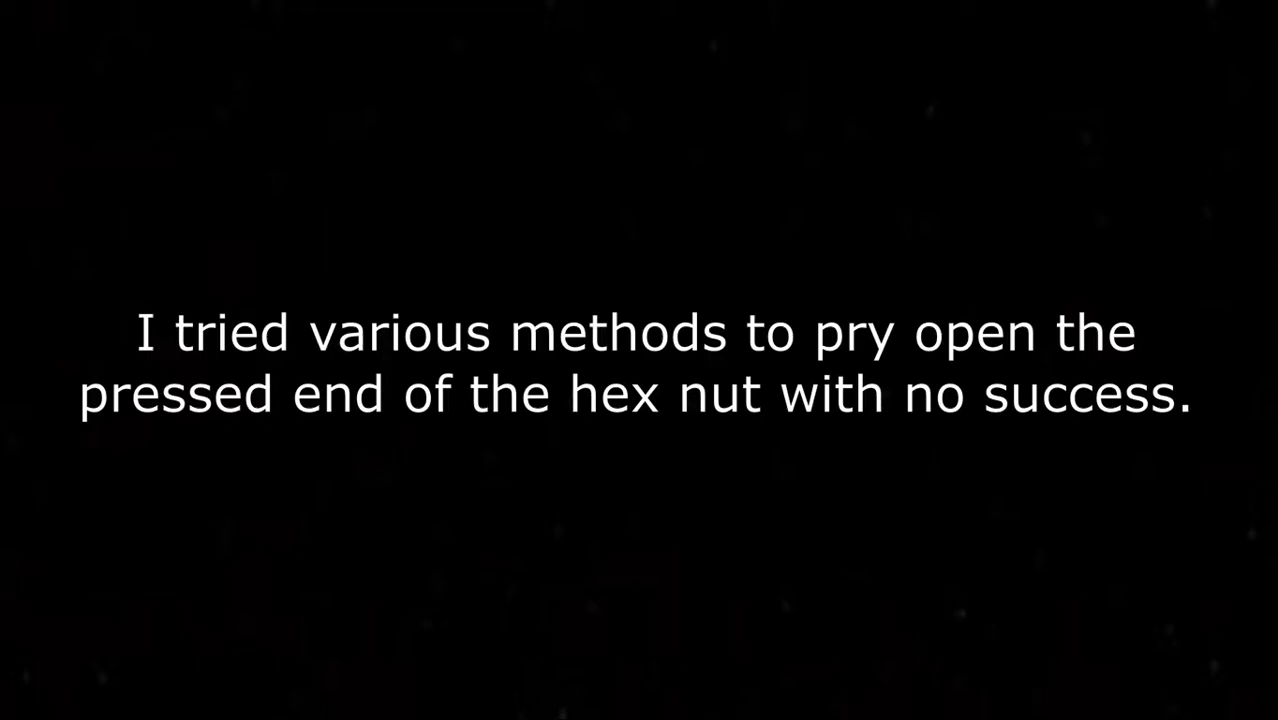 I tried various methods to pry open the
pressed end of the hex nut with no success.